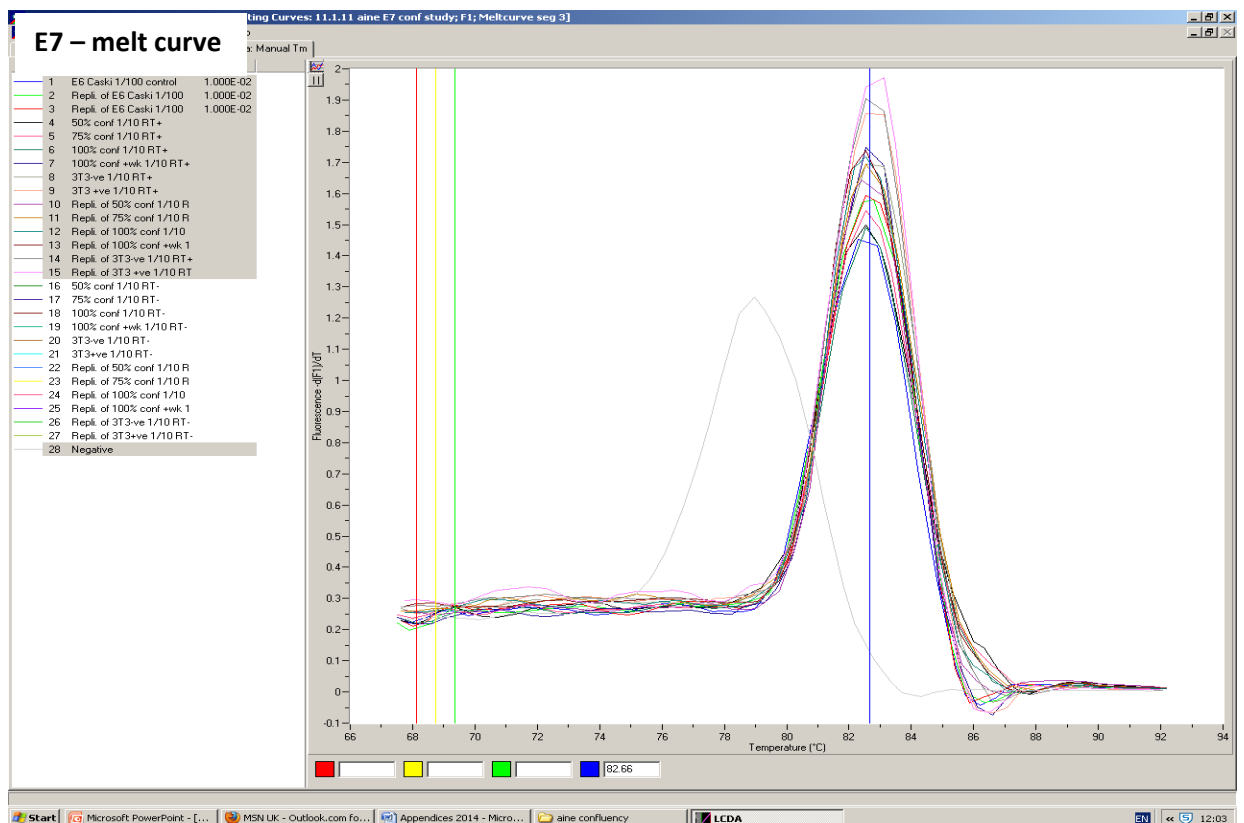 ting Curves: 11.1.11 aine E7 conf study; F1; Meltcurve seg 3]
E7 – melt curve
a: Manual Tm
1 E6 Caski 1/100 control 1.000E-02
2 Repli. of E6 Caski 1/100 1.000E-02
3 Repli. of E6 Caski 1/100 1.000E-02
4 50% conf 1/10 RT+
5 75% conf 1/10 RT+
6 100% conf 1/10 RT+
7 100% conf +wk 1/10 RT+
8 3T3-ve 1/10 RT+
9 3T3 +ve 1/10 RT+
10 Repli. of 50% conf 1/10 R
11 Repli. of 75% conf 1/10 R
12 Repli. of 100% conf 1/10
13 Repli. of 100% conf +wk 1
14 Repli. of 3T3-ve 1/10 RT+
15 Repli. of 3T3 +ve 1/10 RT
16 50% conf 1/10 RT-
17 75% conf 1/10 RT-
18 100% conf 1/10 RT-
19 100% conf +wk 1/10 RT-
20 3T3-ve 1/10 RT-
21 3T3+ve 1/10 RT-
22 Repli. of 50% conf 1/10 R
23 Repli. of 75% conf 1/10 R
24 Repli. of 100% conf 1/10
25 Repli. of 100% conf +wk 1
26 Repli. of 3T3-ve 1/10 RT-
27 Repli. of 3T3+ve 1/10 RT-
28 Negative
2
1.9
1.8
1.7
1.6
1.5
1.4
1.3
1.2
1.1
1
0.9
0.8
0.7
0.6
0.5
0.4
0.3
0.2
0.1
0
-0.1
Fluorescence -d(F1)/dT
66 68 70 72 74 76 78 80 82 84 86 88 90 92 94
Temperature (°C)
82.66
Start Microsoft PowerPoint - [... MSN UK - Outlook.com fo... Appendices 2014 - Micro... aine confluency LCDA EN « 12:03